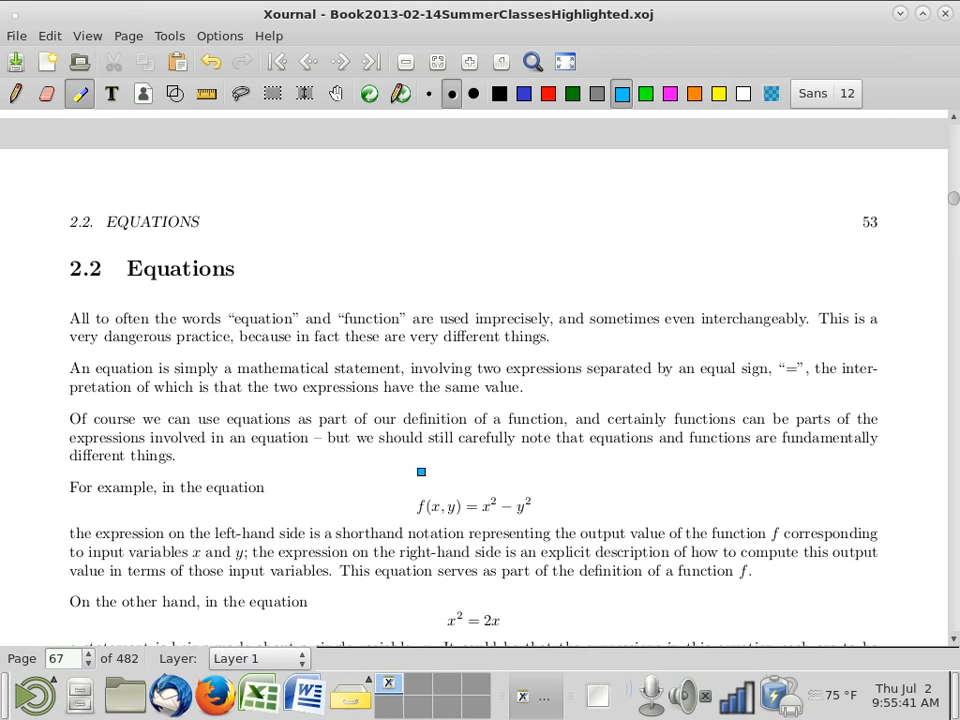 Xournal - Book2013-02-14SummerClassesHighlighted.xoj
File Edit View Page Tools Options Help
Sans 12
2.2. EQUATIONS 53
2.2 Equations
All to often the words “equation” and “function” are used imprecisely, and sometimes even interchangeably. This is a
very dangerous practice, because in fact these are very different things.
An equation is simply a mathematical statement, involving two expressions separated by an equal sign, “=”, the inter-
pretation of which is that the two expressions have the same value.
Of course we can use equations as part of our definition of a function, and certainly functions can be parts of the
expressions involved in an equation – but we should still carefully note that equations and functions are fundamentally
different things.
For example, in the equation
f(x, y) = x² − y²
the expression on the left-hand side is a shorthand notation representing the output value of the function f corresponding
to input variables x and y; the expression on the right-hand side is an explicit description of how to compute this output
value in terms of those input variables. This equation serves as part of the definition of a function f.
On the other hand, in the equation
x² = 2x
Page 67 of 482 Layer: Layer 1
... 75 °F Thu Jul 2
9:55:41 AM